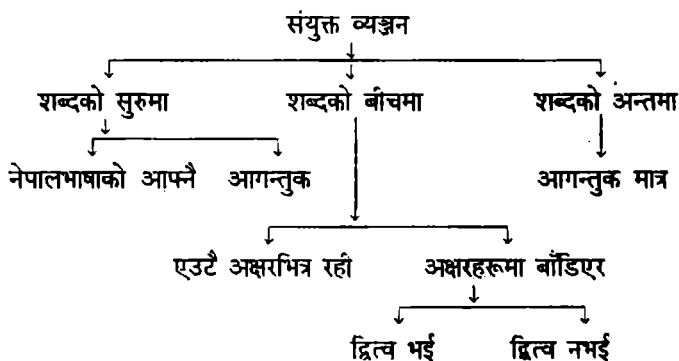 संयुक्त व्यञ्जन
शब्दको सुरुमा शब्दको बीचमा शब्दको अन्तमा
नेपालभाषाको आफ्नै आगन्तुक आगन्तुक मात्र
एउटै अक्षरभित्र रही अक्षरहरूमा बाँडिएर
द्वित्व भई द्वित्व नभई